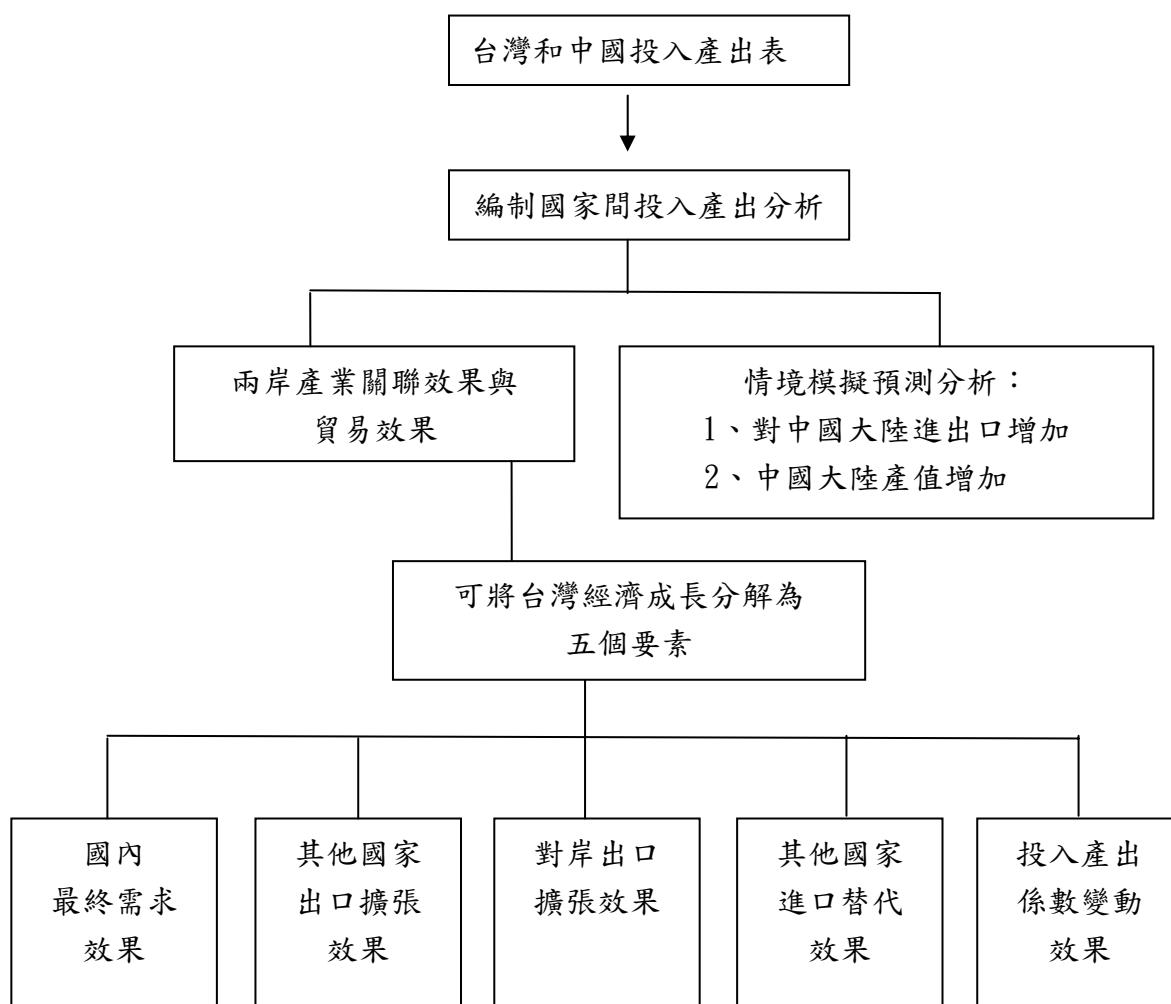 台灣和中國投入產出表
編制國家間投入產出分析
兩岸產業關聯效果與
貿易效果
情境模擬預測分析：
1、對中國大陸進出口增加
2、中國大陸產值增加
可將台灣經濟成長分解為
五個要素
國內
最終需求
效果
其他國家
出口擴張
效果
對岸出口
擴張效果
其他國家
進口替代
效果
投入產出
係數變動
效果